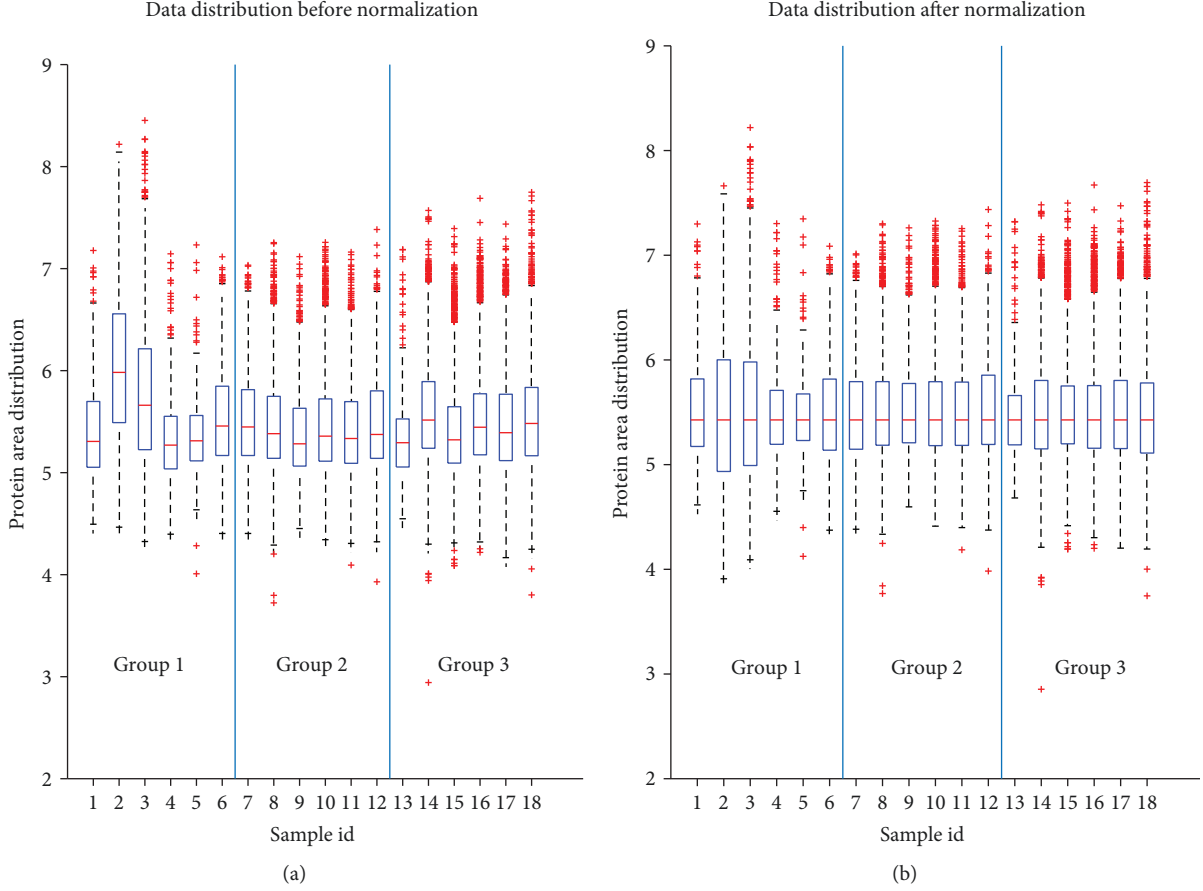 Data distribution before normalization
Protein area distribution
9
8
7
6
5
4
3
2
Group 1 Group 2 Group 3
1 2 3 4 5 6 7 8 9 10 11 12 13 14 15 16 17 18
Sample id
(a)
Data distribution after normalization
Protein area distribution
9
8
7
6
5
4
3
2
Group 1 Group 2 Group 3
1 2 3 4 5 6 7 8 9 10 11 12 13 14 15 16 17 18
Sample id
(b)